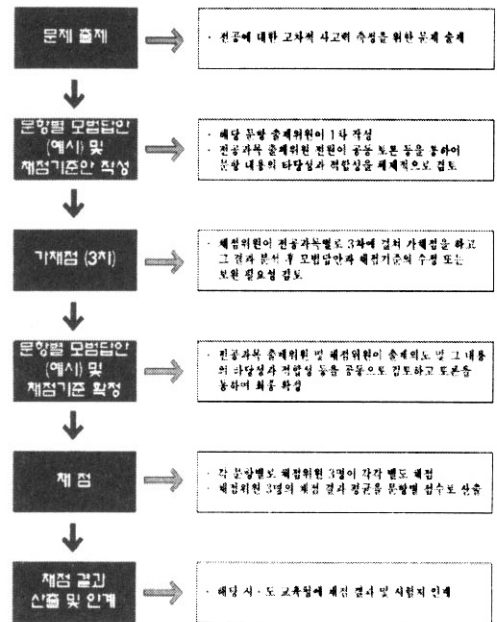 문제 출제
· 전공에 대한 고차적 사고력 측정을 위한 문제 출제
문항별 모범답안
(예시) 및
채점기준안 작성
· 해당 문항 출제위원이 1차 작성
· 전공과목 출제위원 전원이 공동 토론 등을 통하여
문항 내용의 타당성과 적합성을 체계적으로 검토
가채점 (3차)
· 채점위원이 전공과목별로 3차에 걸쳐 가채점을 하고
그 결과 분석 후 모범답안과 채점기준의 수정 또는
보완 필요성 검토
문항별 모범답안
(예시) 및
채점기준 확정
· 전공과목 출제위원 및 채점위원이 출제의도 및 그 내용
의 타당성과 적합성 등을 공동으로 검토하고 토론을
통하여 최종 확정
채 점
· 각 문항별로 채점위원 3명이 각각 별도 채점
· 채점위원 3명의 채점 결과 평균을 문항별 점수로 산출
채점 결과
산출 및 인계
· 해당 시·도 교육청에 채점 결과 및 시험지 인계